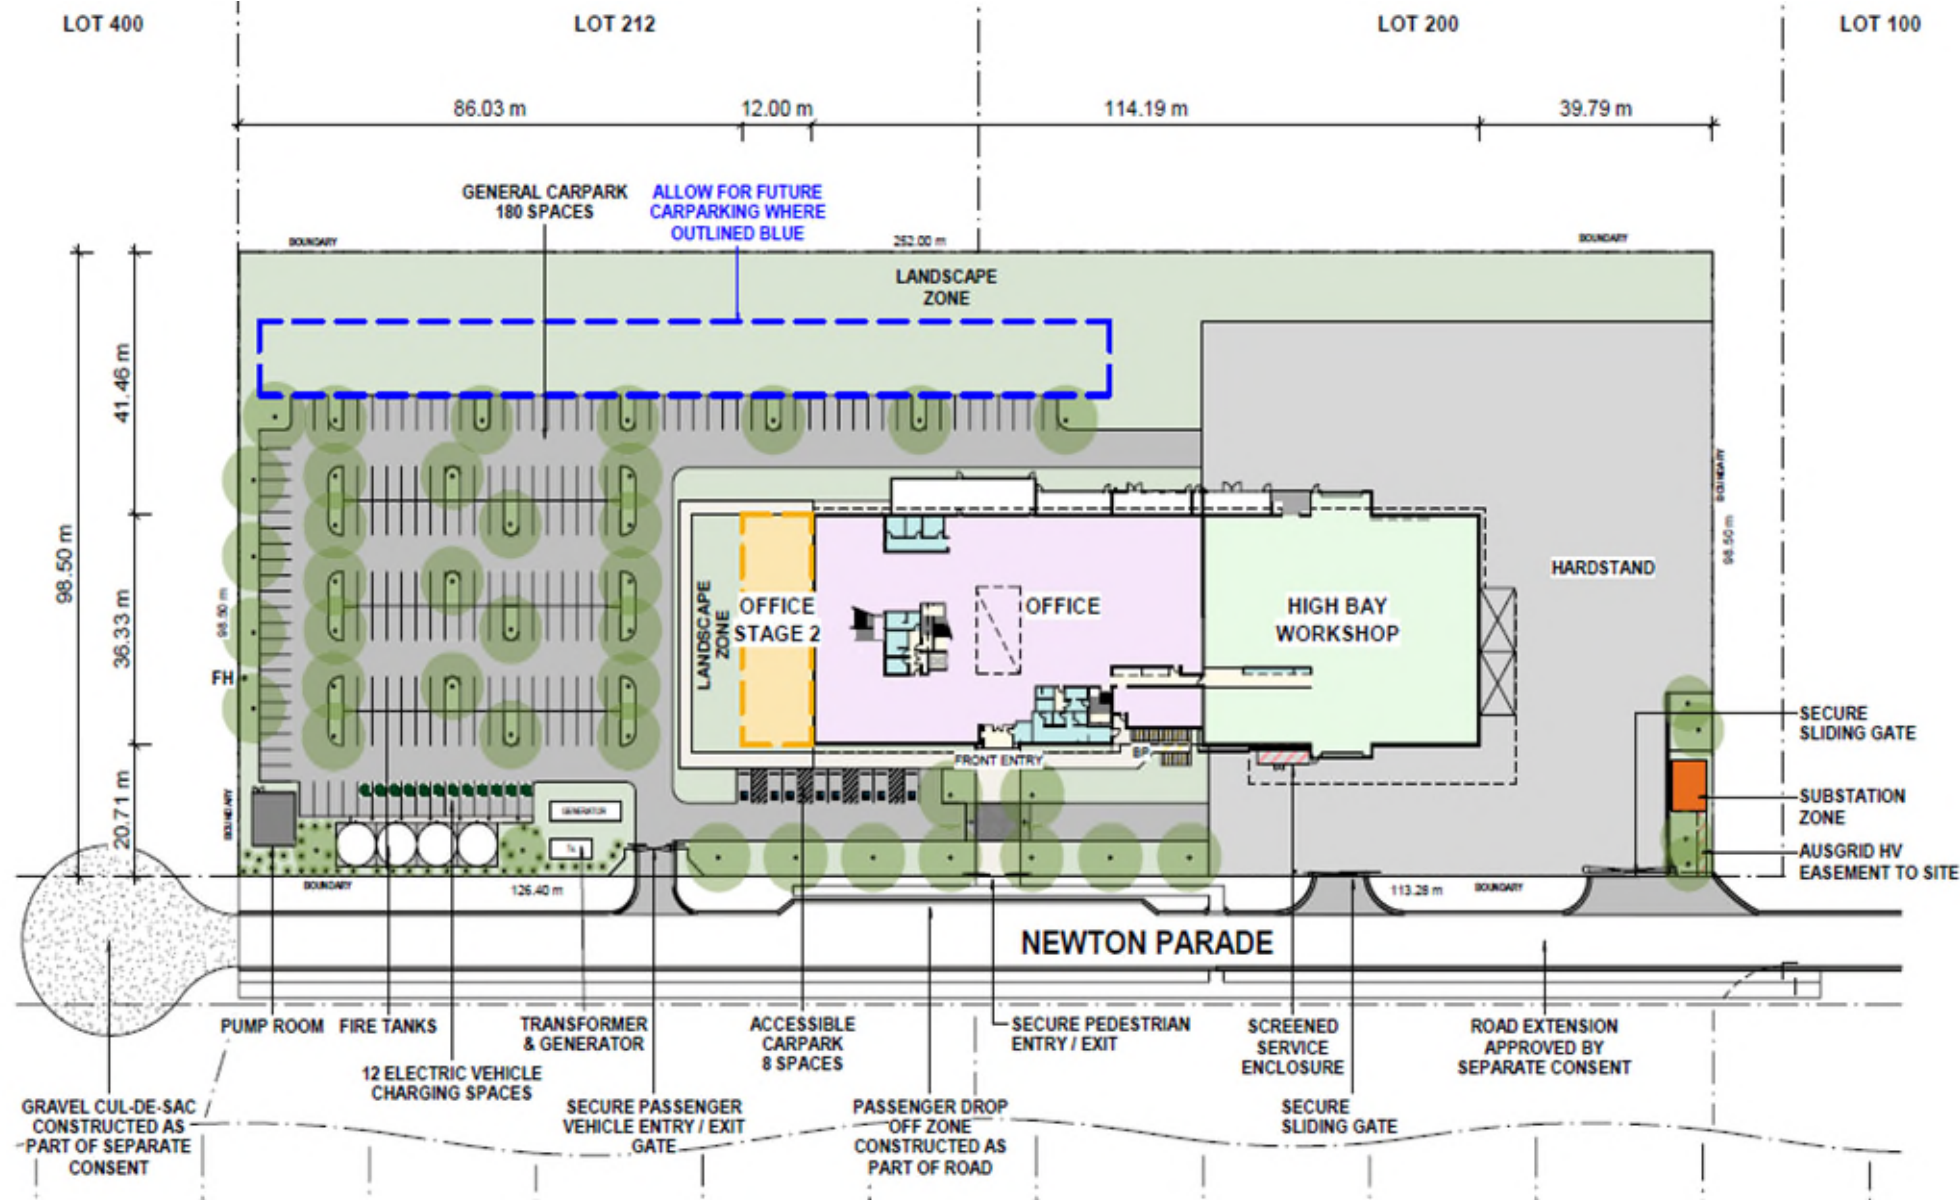 LOT 400
LOT 212
LOT 200
LOT 100
86.03 m
12.00 m
114.19 m
39.79 m
GENERAL CARPARK
180 SPACES
ALLOW FOR FUTURE
CARPARKING WHERE
OUTLINED BLUE
BOUNDARY
252.00 m
BOUNDARY
LANDSCAPE
ZONE
98.50 m
41.46 m
36.33 m
20.71 m
98.50 m
BOUNDARY
FH
LANDSCAPE
ZONE
OFFICE
STAGE 2
OFFICE
HIGH BAY
WORKSHOP
HARDSTAND
BOUNDARY
98.50 m
FRONT ENTRY
BP
GENERATOR
SECURE
SLIDING GATE
SUBSTATION
ZONE
AUSGRID HV
EASEMENT TO SITE
BOUNDARY
126.40 m
113.28 m
BOUNDARY
NEWTON PARADE
PUMP ROOM
FIRE TANKS
12 ELECTRIC VEHICLE
CHARGING SPACES
TRANSFORMER
& GENERATOR
ACCESSIBLE
CARPARK
8 SPACES
SECURE PEDESTRIAN
ENTRY / EXIT
SCREENED
SERVICE
ENCLOSURE
ROAD EXTENSION
APPROVED BY
SEPARATE CONSENT
GRAVEL CUL-DE-SAC
CONSTRUCTED AS
PART OF SEPARATE
CONSENT
SECURE PASSENGER
VEHICLE ENTRY / EXIT
GATE
PASSENGER DROP
OFF ZONE
CONSTRUCTED AS
PART OF ROAD
SECURE
SLIDING GATE